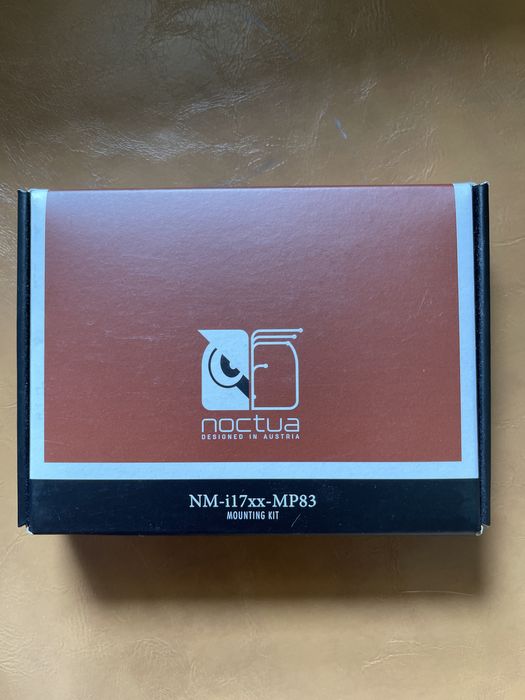 noctua
DESIGNED IN AUSTRIA
NM-i17xx-MP83
MOUNTING KIT